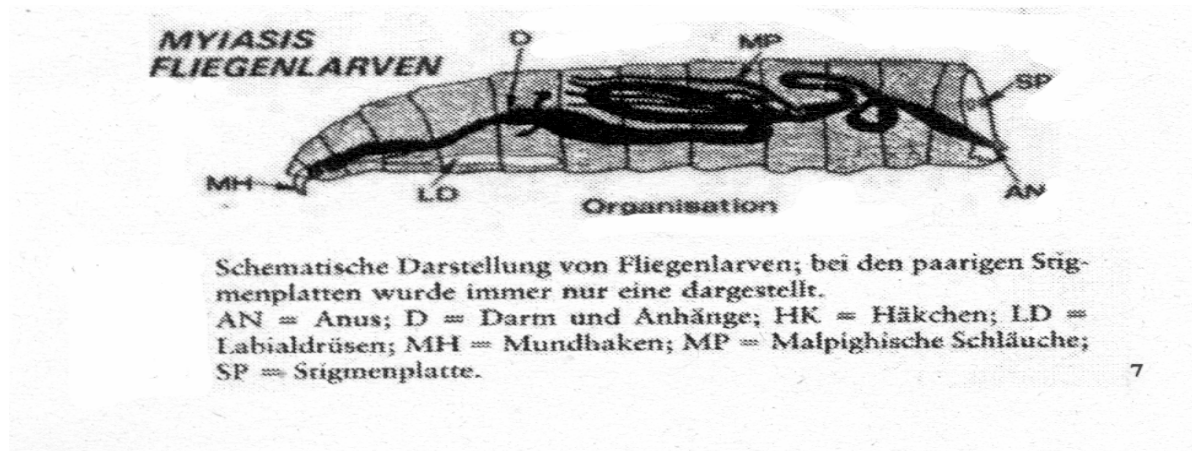 MYIASIS
FLIEGENLARVEN
D
MP
SP
MH
LD
AN
Organisation
Schematische Darstellung von Fliegenlarven; bei den paarigen Stig-
menplatten wurde immer nur eine dargestellt.
AN = Anus; D = Darm und Anhänge; HK = Häkchen; LD =
Labialdrüsen; MH = Mundhaken; MP = Malpighische Schläuche;
SP = Stigmenplatte.
7